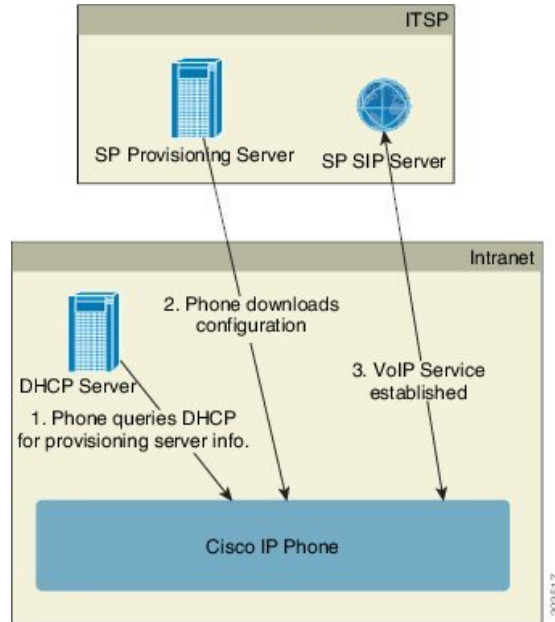 ITSP
SP Provisioning Server
SP SIP Server
Intranet
2. Phone downloads
configuration
DHCP Server
3. VoIP Service
established
1. Phone queries DHCP
for provisioning server info.
Cisco IP Phone